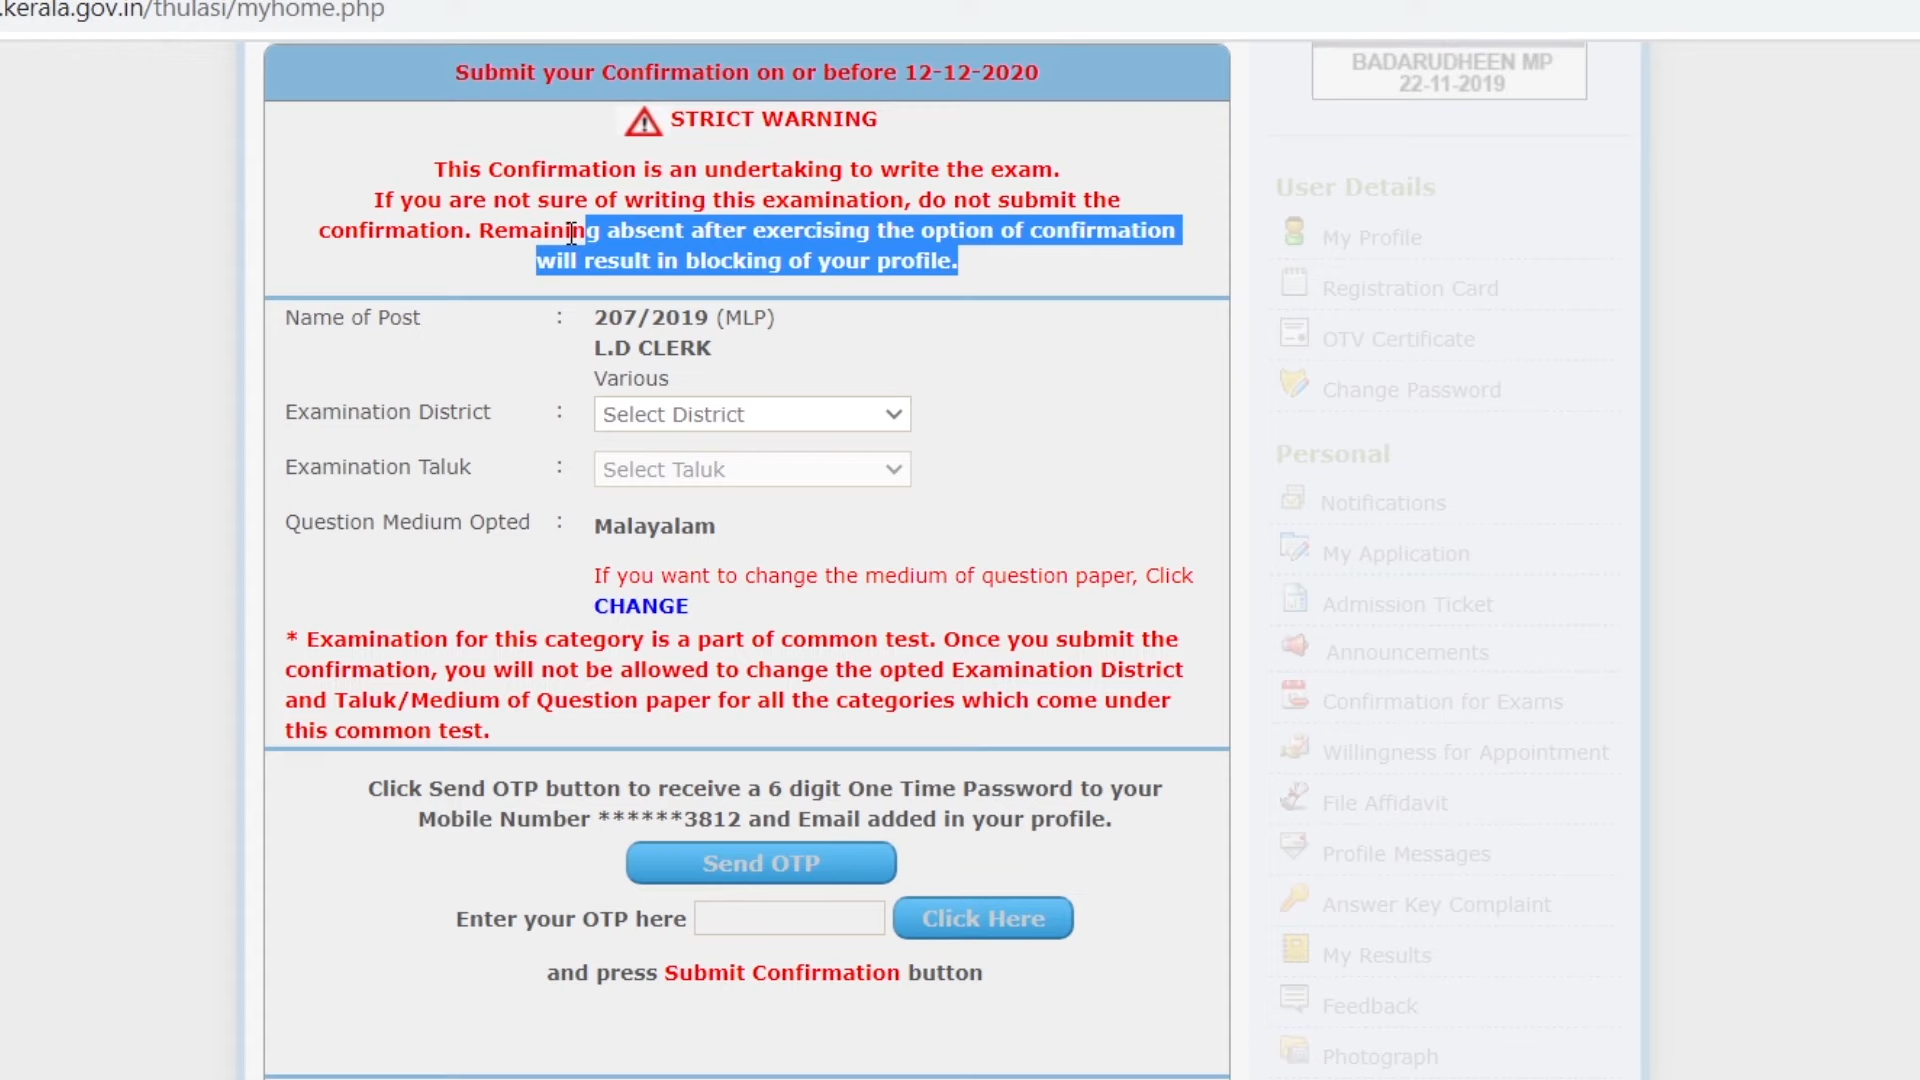 .kerala.gov.in/thulasi/myhome.php
Submit your Confirmation on or before 12-12-2020
STRICT WARNING
This Confirmation is an undertaking to write the exam.
If you are not sure of writing this examination, do not submit the
confirmation. Remaining absent after exercising the option of confirmation
will result in blocking of your profile.
Name of Post : 207/2019 (MLP)
L.D CLERK
Various
Examination District : Select District
Examination Taluk : Select Taluk
Question Medium Opted : Malayalam
If you want to change the medium of question paper, Click
CHANGE
* Examination for this category is a part of common test. Once you submit the
confirmation, you will not be allowed to change the opted Examination District
and Taluk/Medium of Question paper for all the categories which come under
this common test.
Click Send OTP button to receive a 6 digit One Time Password to your
Mobile Number ******3812 and Email added in your profile.
Send OTP
Enter your OTP here Click Here
and press Submit Confirmation button
BADARUDHEEN MP
22-11-2019
User Details
My Profile
Registration Card
OTV Certificate
Change Password
Personal
Notifications
My Application
Admission Ticket
Announcements
Confirmation for Exams
Willingness for Appointment
File Affidavit
Profile Messages
Answer Key Complaint
My Results
Feedback
Photograph